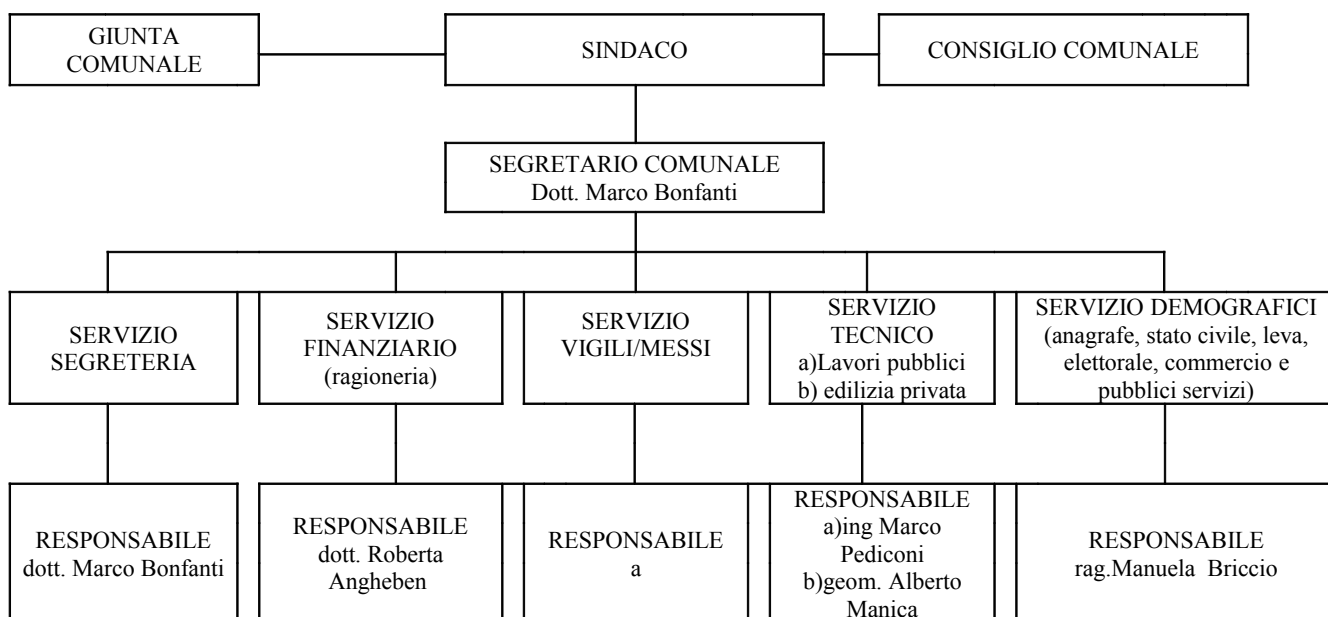 GIUNTA
COMUNALE
SINDACO
CONSIGLIO COMUNALE
SEGRETARIO COMUNALE
Dott. Marco Bonfanti
SERVIZIO
SEGRETERIA
SERVIZIO
FINANZIARIO
(ragioneria)
SERVIZIO
VIGILI/MESSI
SERVIZIO
TECNICO
a)Lavori pubblici
b) edilizia privata
SERVIZIO DEMOGRAFICI
(anagrafe, stato civile, leva,
elettorale, commercio e
pubblici servizi)
RESPONSABILE
dott. Marco Bonfanti
RESPONSABILE
dott. Roberta
Angheben
RESPONSABILE
a
RESPONSABILE
a)ing Marco
Pediconi
b)geom. Alberto
Manica
RESPONSABILE
rag.Manuela Briccio